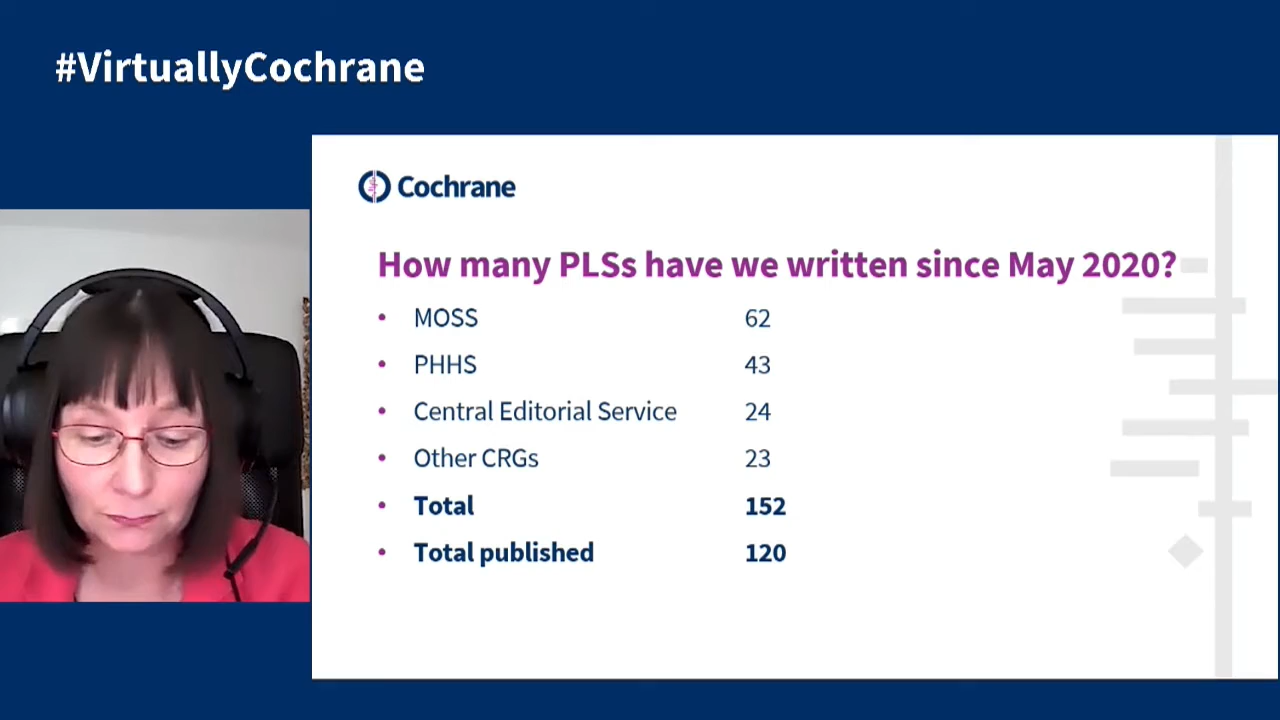 #VirtuallyCochrane
Cochrane
How many PLSs have we written since May 2020?
• MOSS 62
• PHHS 43
• Central Editorial Service 24
• Other CRGs 23
• Total 152
• Total published 120